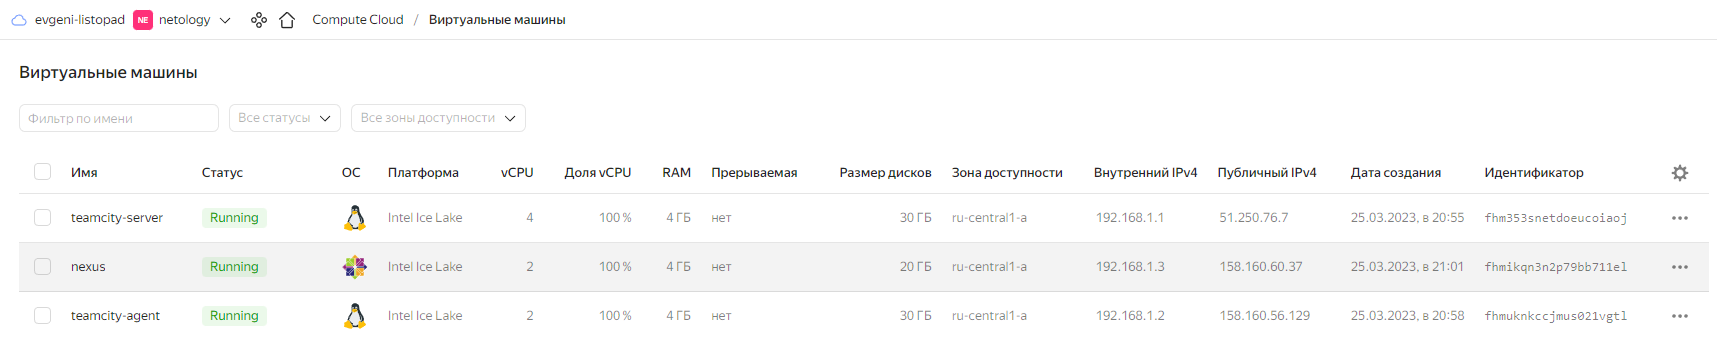 evgeni-listopad NE netology Compute Cloud / Виртуальные машины
Виртуальные машины
Фильтр по имени Все статусы Все зоны доступности
Имя Статус ОС Платформа vCPU Доля vCPU RAM Прерываемая Размер дисков Зона доступности Внутренний IPv4 Публичный IPv4 Дата создания Идентификатор
teamcity-server Running Intel Ice Lake 4 100 % 4 ГБ нет 30 ГБ ru-central1-a 192.168.1.1 51.250.76.7 25.03.2023, в 20:55 fhm353snetdoeucoiaoj
nexus Running Intel Ice Lake 2 100 % 4 ГБ нет 20 ГБ ru-central1-a 192.168.1.3 158.160.60.37 25.03.2023, в 21:01 fhmikqn3n2p79bb711el
teamcity-agent Running Intel Ice Lake 2 100 % 4 ГБ нет 30 ГБ ru-central1-a 192.168.1.2 158.160.56.129 25.03.2023, в 20:58 fhmuknkccjmus021vgtl